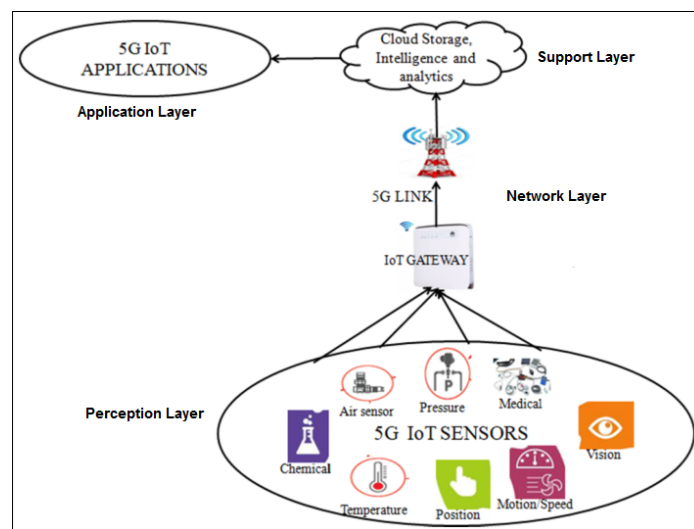 5G IoT
APPLICATIONS
Application Layer
Cloud Storage,
Intelligence and
analytics
Support Layer
5G LINK
Network Layer
IoT GATEWAY
Perception Layer
Air sensor
Pressure
P
Medical
5G IoT SENSORS
Chemical
Vision
Temperature
Position
Motion/Speed